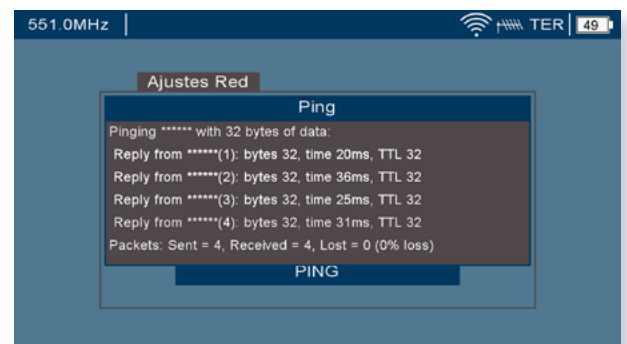 551.0MHz TER 49
Ajustes Red
Ping
Pinging ****** with 32 bytes of data:
Reply from ******(1): bytes 32, time 20ms, TTL 32
Reply from ******(2): bytes 32, time 36ms, TTL 32
Reply from ******(3): bytes 32, time 25ms, TTL 32
Reply from ******(4): bytes 32, time 31ms, TTL 32
Packets: Sent = 4, Received = 4, Lost = 0 (0% loss)
PING